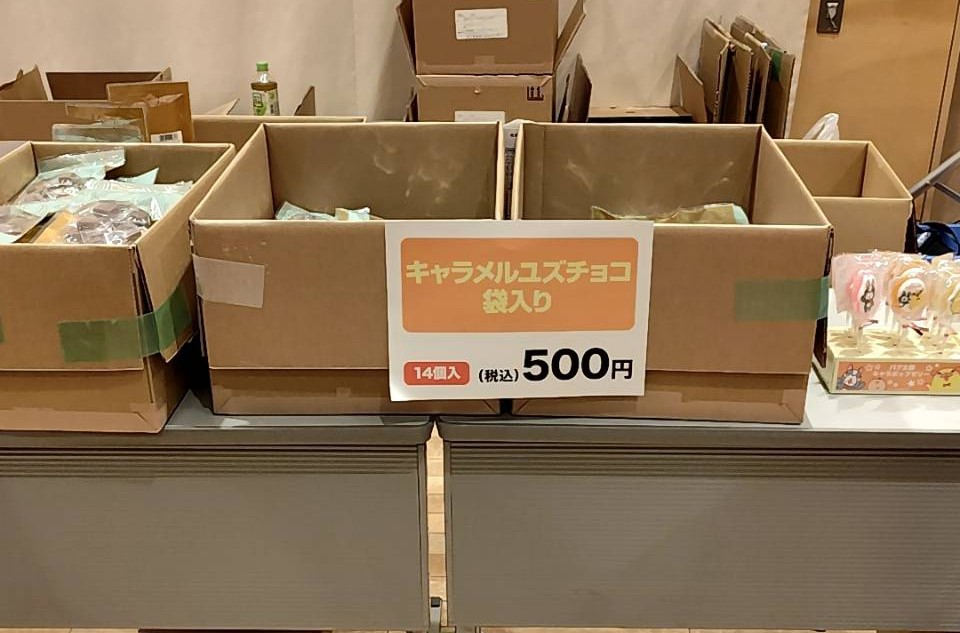 キャラメルユズチョコ
袋入り
14個入
(税込)500円